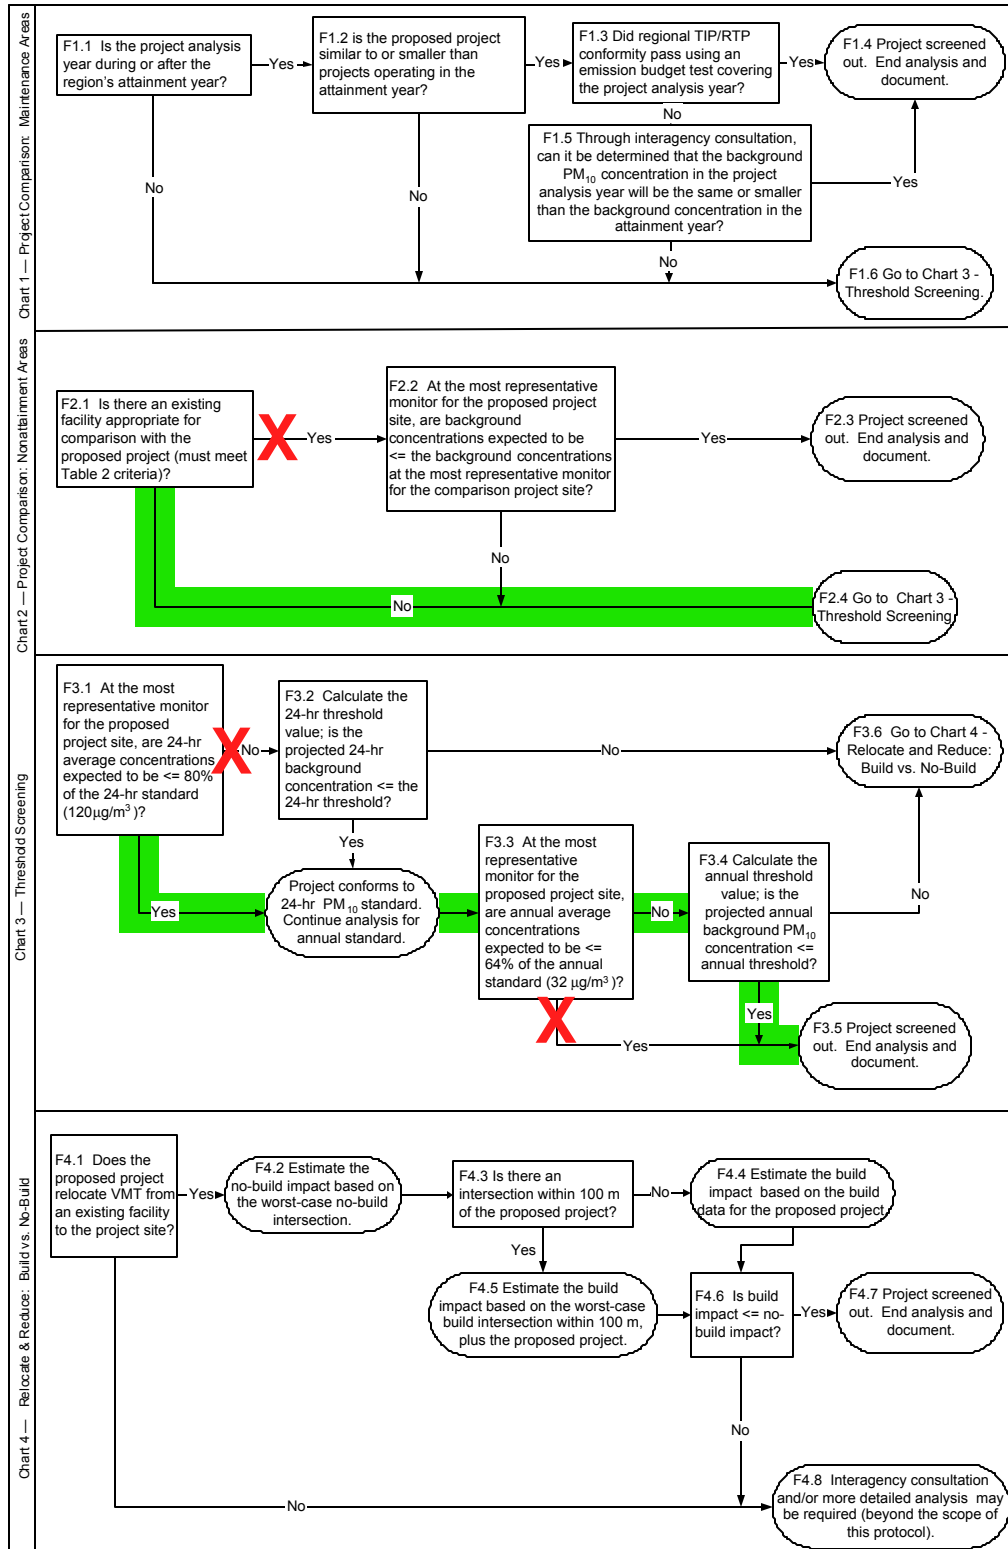 Chart 1 — Project Comparison: Maintenance Areas
F1.1 Is the project analysis
year during or after the
region's attainment year?
Yes
F1.2 is the proposed project
similar to or smaller than
projects operating in the
attainment year?
Yes
F1.3 Did regional TIP/RTP
conformity pass using an
emission budget test covering
the project analysis year?
Yes
F1.4 Project screened
out. End analysis and
document.
No
F1.5 Through interagency consultation,
can it be determined that the background
PM10 concentration in the project
analysis year will be the same or smaller
than the background concentration in the
attainment year?
Yes
No
No
No
F1.6 Go to Chart 3 -
Threshold Screening.
Chart 2 — Project Comparison: Nonattainment Areas
F2.1 Is there an existing
facility appropriate for
comparison with the
proposed project (must meet
Table 2 criteria)?
X
Yes
F2.2 At the most representative
monitor for the proposed project
site, are background
concentrations expected to be
<= the background concentrations
at the most representative monitor
for the comparison project site?
Yes
F2.3 Project screened
out. End analysis and
document.
No
No
F2.4 Go to Chart 3 -
Threshold Screening
Chart 3 — Threshold Screening
F3.1 At the most
representative monitor
for the proposed
project site, are 24-hr
average concentrations
expected to be <= 80%
of the 24-hr standard
(120µg/m3)?
X
No
F3.2 Calculate the
24-hr threshold
value; is the
projected 24-hr
background
concentration <= the
24-hr threshold?
No
F3.6 Go to Chart 4 -
Relocate and Reduce:
Build vs. No-Build
Yes
Yes
Project conforms to
24-hr PM10 standard.
Continue analysis for
annual standard.
F3.3 At the most
representative
monitor for the
proposed project site,
are annual average
concentrations
expected to be <=
64% of the annual
standard (32 µg/m3)?
No
F3.4 Calculate the
annual threshold
value; is the
projected annual
background PM10
concentration <=
annual threshold?
No
X
Yes
Yes
F3.5 Project screened
out. End analysis and
document.
Chart 4 — Relocate & Reduce: Build vs. No-Build
F4.1 Does the
proposed project
relocate VMT from
an existing facility
to the project site?
Yes
F4.2 Estimate the
no-build impact based on
the worst-case no-build
intersection.
F4.3 Is there an
intersection within 100 m
of the proposed project?
No
F4.4 Estimate the build
impact based on the build
data for the proposed project.
Yes
F4.5 Estimate the build
impact based on the worst-case
build intersection within 100 m,
plus the proposed project.
F4.6 Is build
impact <= no-
build impact?
Yes
F4.7 Project screened
out. End analysis and
document.
No
No
F4.8 Interagency consultation
and/or more detailed analysis may
be required (beyond the scope of
this protocol).